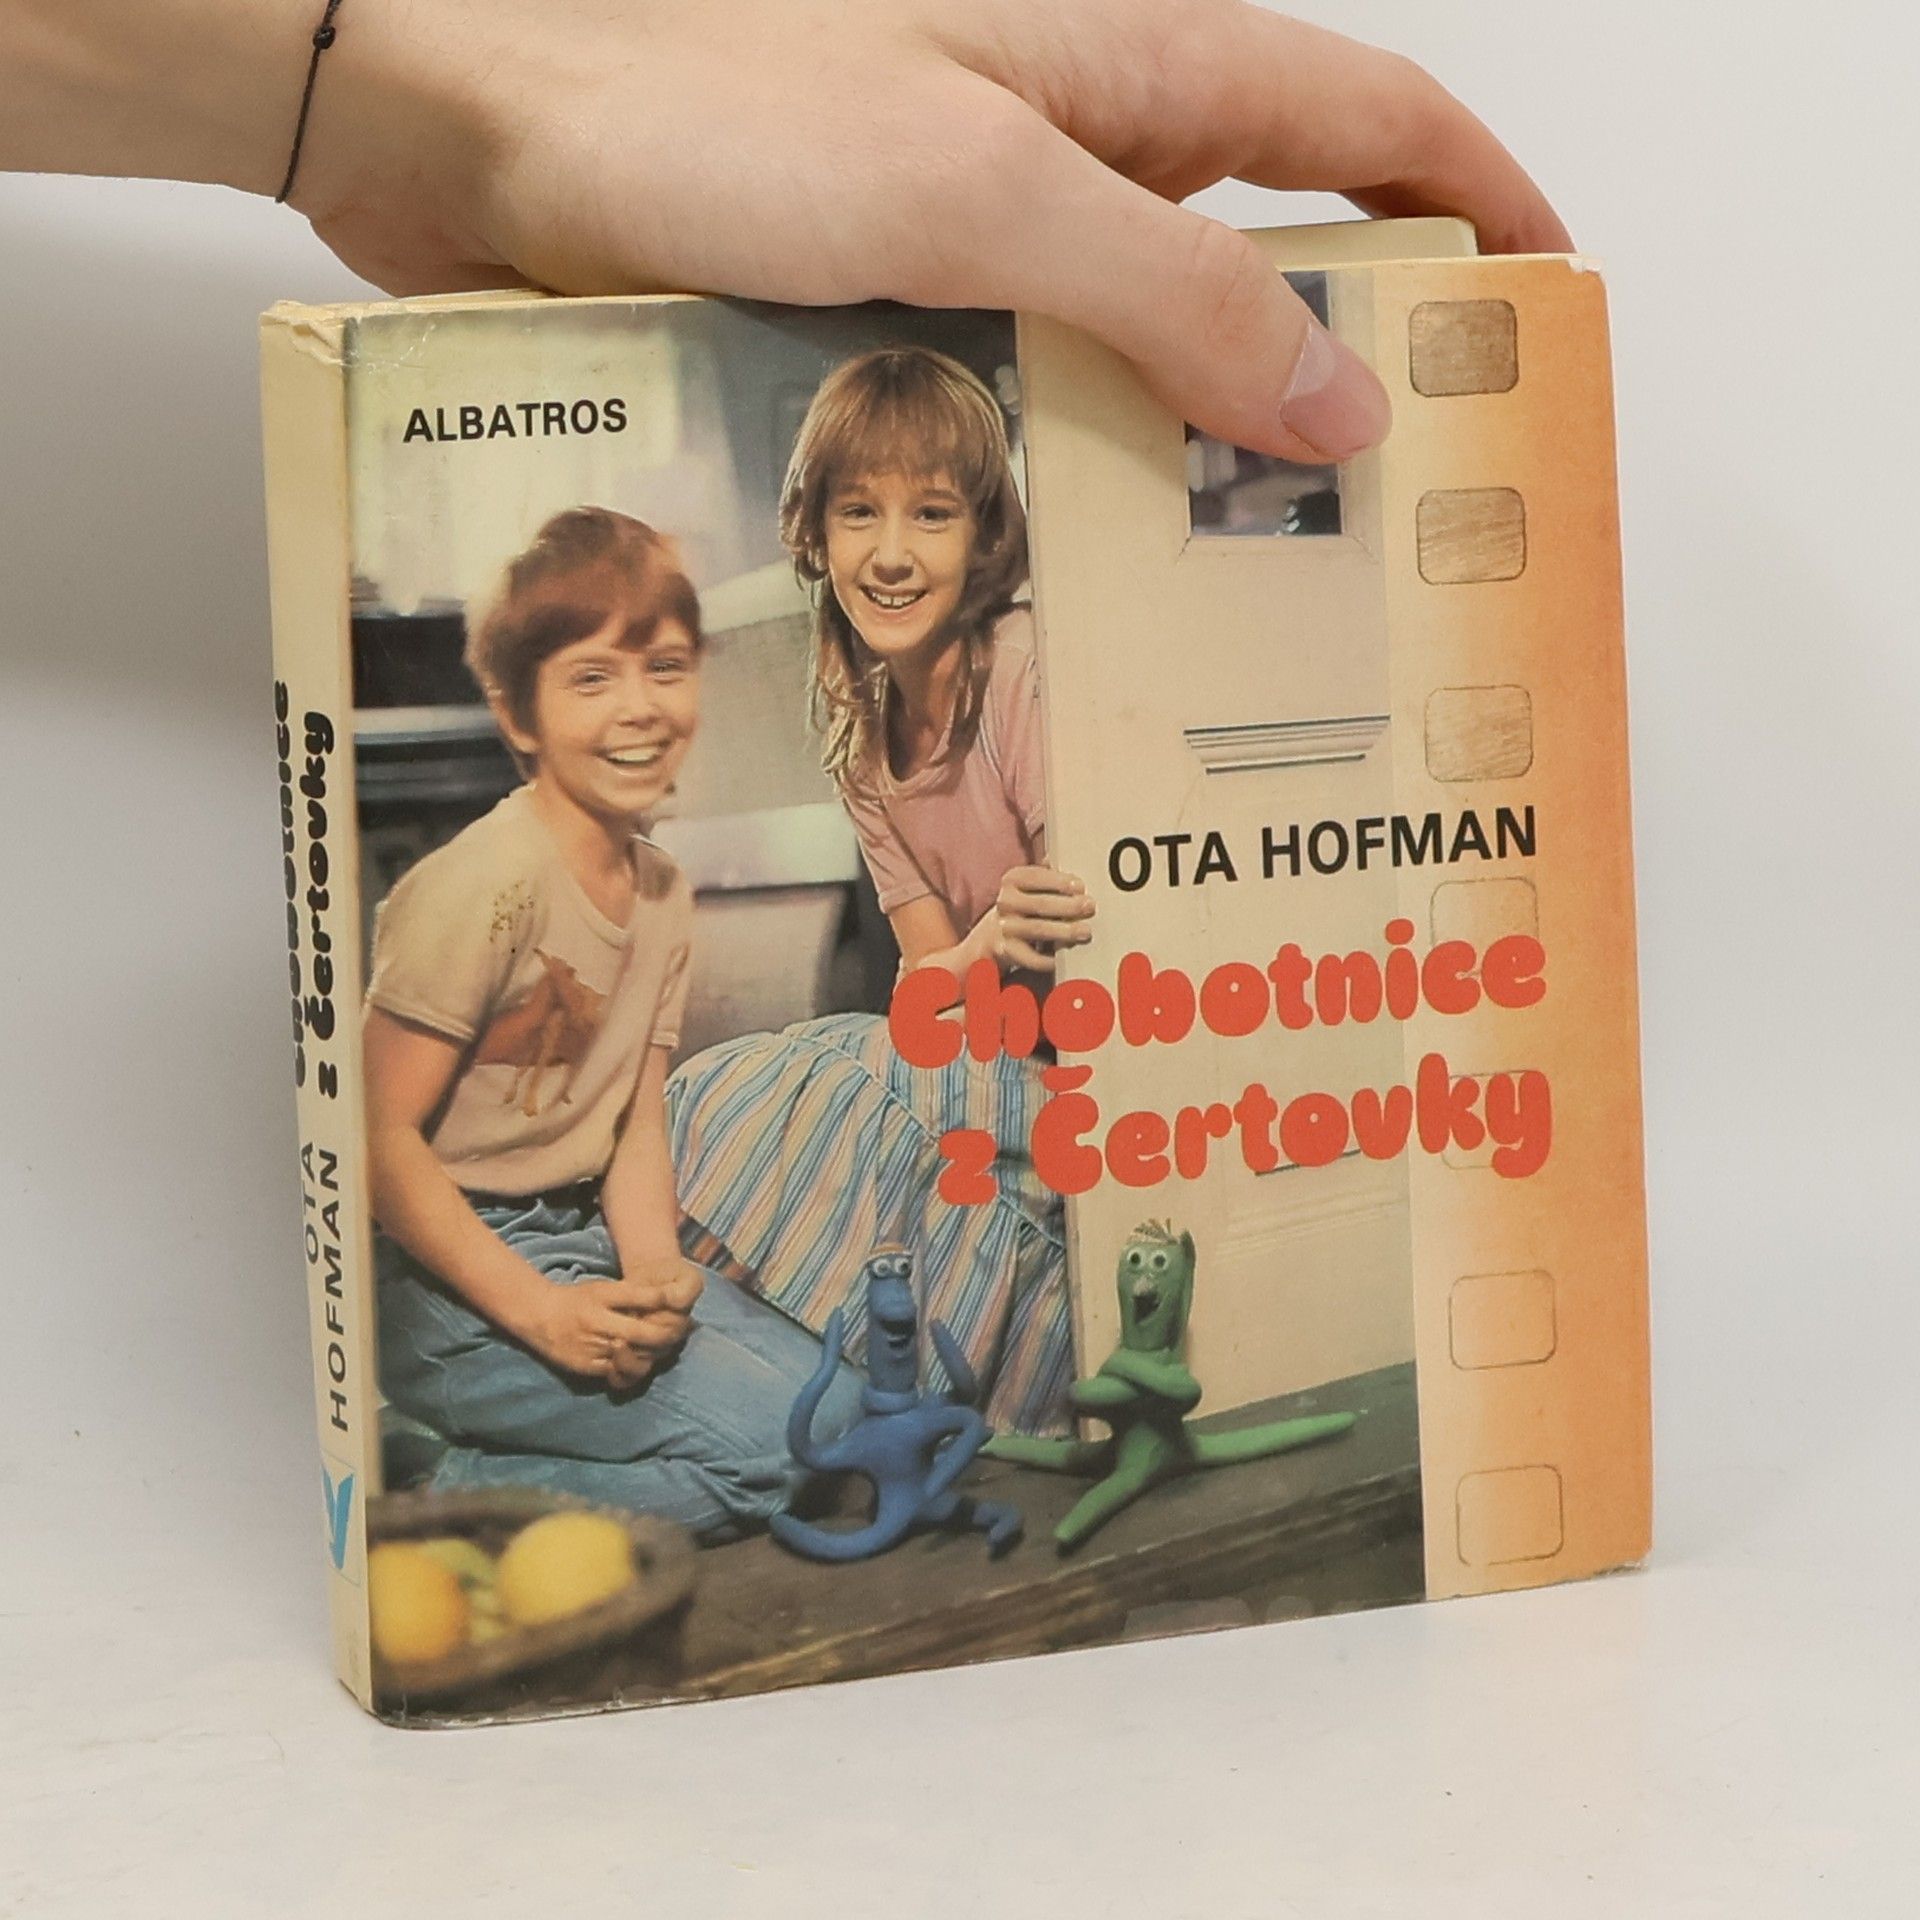 ALBATROS
OTA HOFMAN
Chobotnice
z Čertovky
Chobotnice
z Čertovky
OTA
HOFMAN